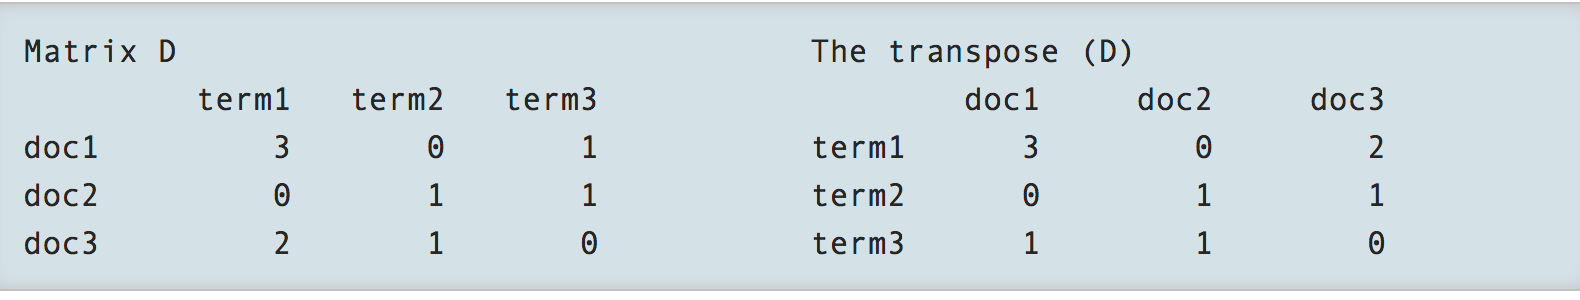 Matrix D                                           The transpose (D)
           term1    term2    term3                        doc1      doc2      doc3
doc1            3         0         1              term1       3          0          2
doc2            0         1         1              term2       0          1          1
doc3            2         1         0              term3       1          1          0